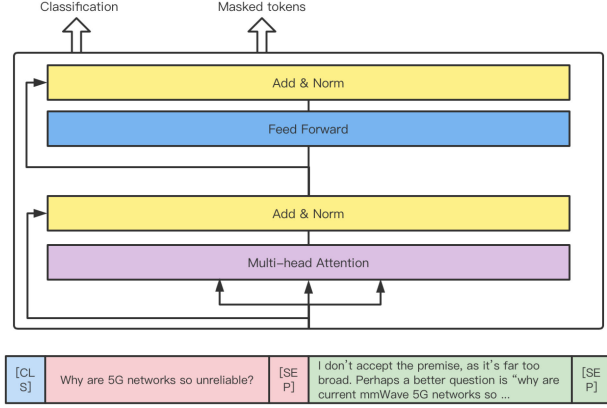 Classification Masked tokens
Add & Norm
Feed Forward
Add & Norm
Multi-head Attention
[CL
S]
Why are 5G networks so unreliable?
[SE
P]
I don't accept the premise, as it's far too
broad. Perhaps a better question is “why are
current mmWave 5G networks so ...
[SE
P]